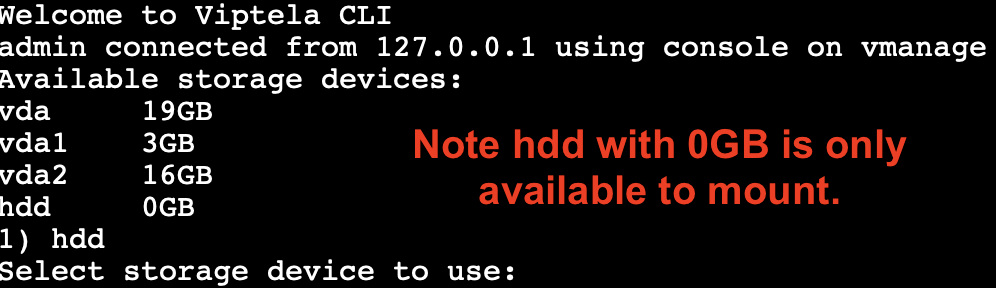 Welcome to Viptela CLI
admin connected from 127.0.0.1 using console on vmanage
Available storage devices:
vda     19GB
vda1    3GB
vda2    16GB
hdd     0GB
1) hdd
Select storage device to use:
Note hdd with 0GB is only
available to mount.